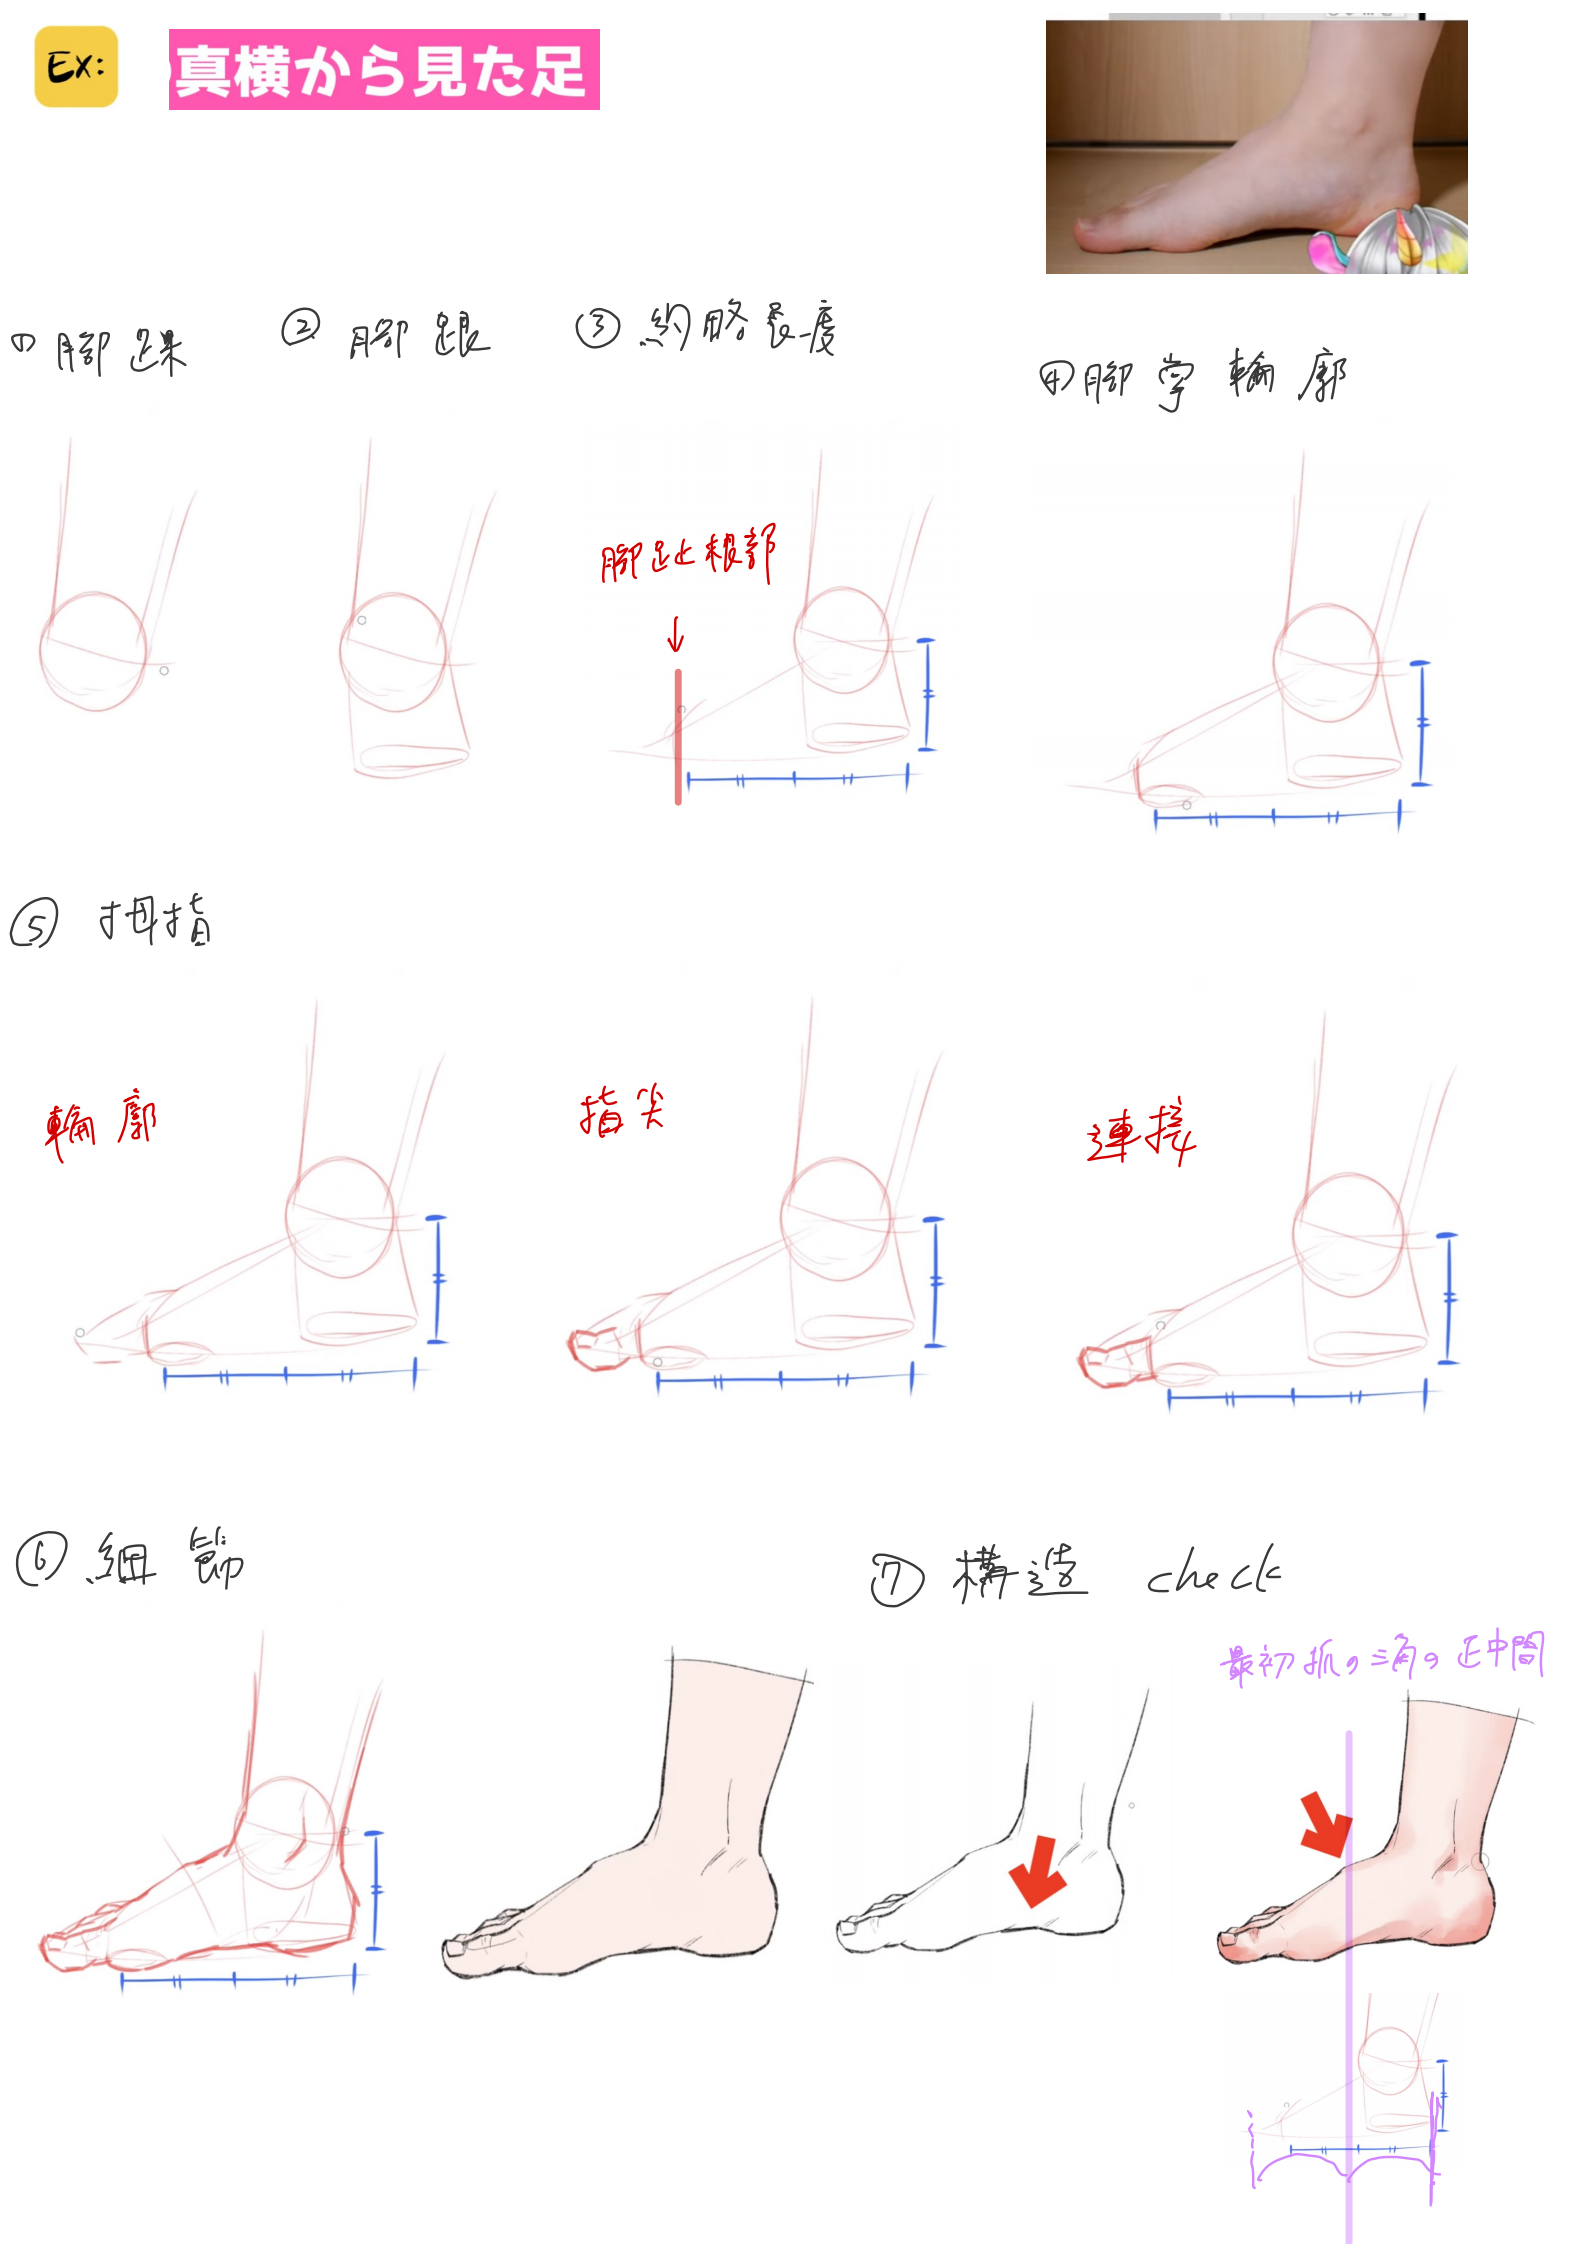 Ex:
真横から見た足
① 腳踝
② 腳跟
③ 約略長度
④ 腳掌輪廓
腳趾根部
⑤ 拇指
輪廓
指尖
連接
⑥ 細節
⑦ 構造 check
最初抓の三角の正中間